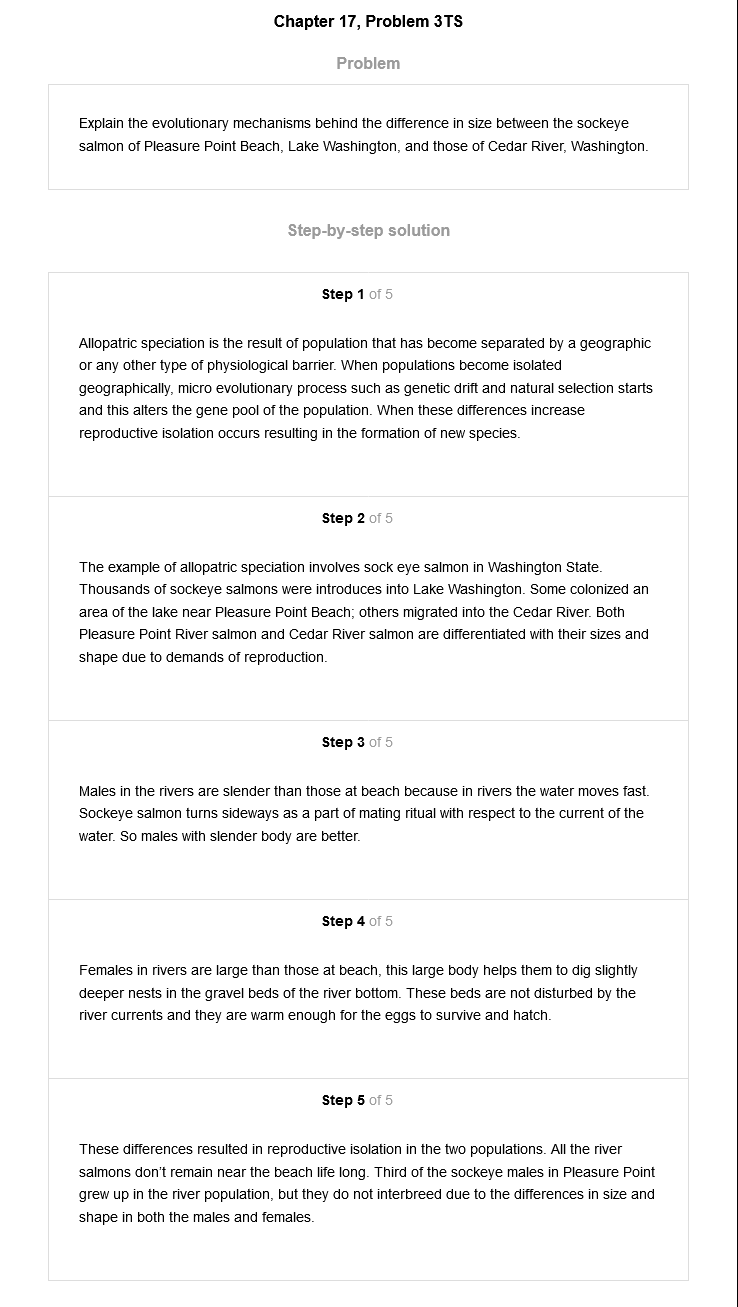 Chapter 17, Problem 3TS
Problem
Explain the evolutionary mechanisms behind the difference in size between the sockeye
salmon of Pleasure Point Beach, Lake Washington, and those of Cedar River, Washington.
Step-by-step solution
Step 1 of 5
Allopatric speciation is the result of population that has become separated by a geographic
or any other type of physiological barrier. When populations become isolated
geographically, micro evolutionary process such as genetic drift and natural selection starts
and this alters the gene pool of the population. When these differences increase
reproductive isolation occurs resulting in the formation of new species.
Step 2 of 5
The example of allopatric speciation involves sock eye salmon in Washington State.
Thousands of sockeye salmons were introduces into Lake Washington. Some colonized an
area of the lake near Pleasure Point Beach; others migrated into the Cedar River. Both
Pleasure Point River salmon and Cedar River salmon are differentiated with their sizes and
shape due to demands of reproduction.
Step 3 of 5
Males in the rivers are slender than those at beach because in rivers the water moves fast.
Sockeye salmon turns sideways as a part of mating ritual with respect to the current of the
water. So males with slender body are better.
Step 4 of 5
Females in rivers are large than those at beach, this large body helps them to dig slightly
deeper nests in the gravel beds of the river bottom. These beds are not disturbed by the
river currents and they are warm enough for the eggs to survive and hatch.
Step 5 of 5
These differences resulted in reproductive isolation in the two populations. All the river
salmons don't remain near the beach life long. Third of the sockeye males in Pleasure Point
grew up in the river population, but they do not interbreed due to the differences in size and
shape in both the males and females.